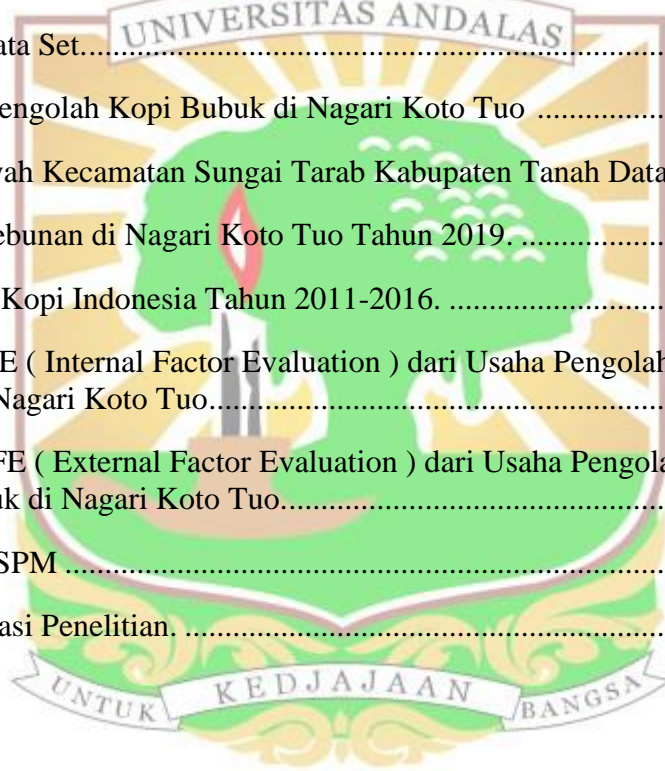 UNIVERSITAS ANDALAS
ata Set.....................................................................
engolah Kopi Bubuk di Nagari Koto Tuo ................
yah Kecamatan Sungai Tarab Kabupaten Tanah Data
ebunan di Nagari Koto Tuo Tahun 2019. ..................
Kopi Indonesia Tahun 2011-2016. ..........................
E ( Internal Factor Evaluation ) dari Usaha Pengolah
Nagari Koto Tuo......................................................
FE ( External Factor Evaluation ) dari Usaha Pengola
uk di Nagari Koto Tuo.............................................
SPM .........................................................................
asi Penelitian. ..........................................................
UNTUK KEDJAJAAN BANGSA